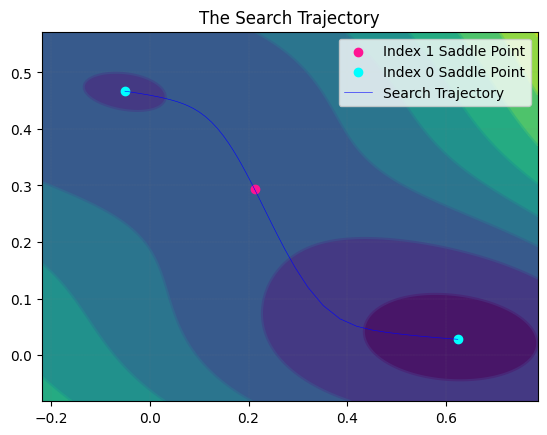 The Search Trajectory
Index 1 Saddle Point
Index 0 Saddle Point
Search Trajectory
0.5
0.4
0.3
0.2
0.1
0.0
−0.2
0.0
0.2
0.4
0.6